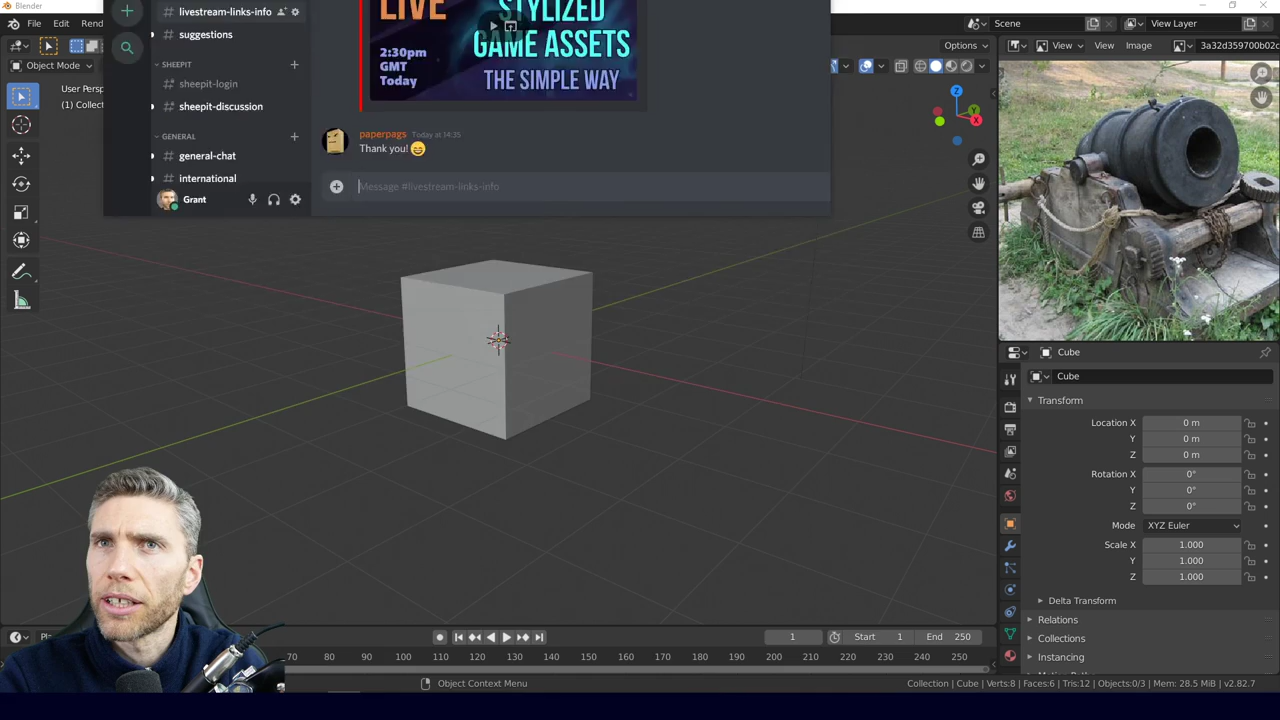 Blender
File
Edit
Rend
Scene
View Layer
livestream-links-info
suggestions
SHEEPIT
sheepit-login
sheepit-discussion
GENERAL
general-chat
international
Grant
LIVE
2:30pm
GMT
Today
STYLIZED
GAME ASSETS
THE SIMPLE WAY
paperpags Today at 14:35
Thank you!
Message #livestream-links-info
Object Mode
User Persp
(1) Collect
Options
View
View
Image
3a32d359700b02c
X
Y
Z
Cube
Cube
Transform
Location X 0 m
Y 0 m
Z 0 m
Rotation X 0°
Y 0°
Z 0°
Mode XYZ Euler
Scale X 1.000
Y 1.000
Z 1.000
Delta Transform
Relations
Collections
Instancing
1
Start 1
End 250
70 80 90 100 110 120 130 140 150 160 170 180 190 200 210 220 230 240 250
Object Context Menu
Collection | Cube | Verts:8 | Faces:6 | Tris:12 | Objects:0/3 | Mem: 28.5 MiB | v2.82.7